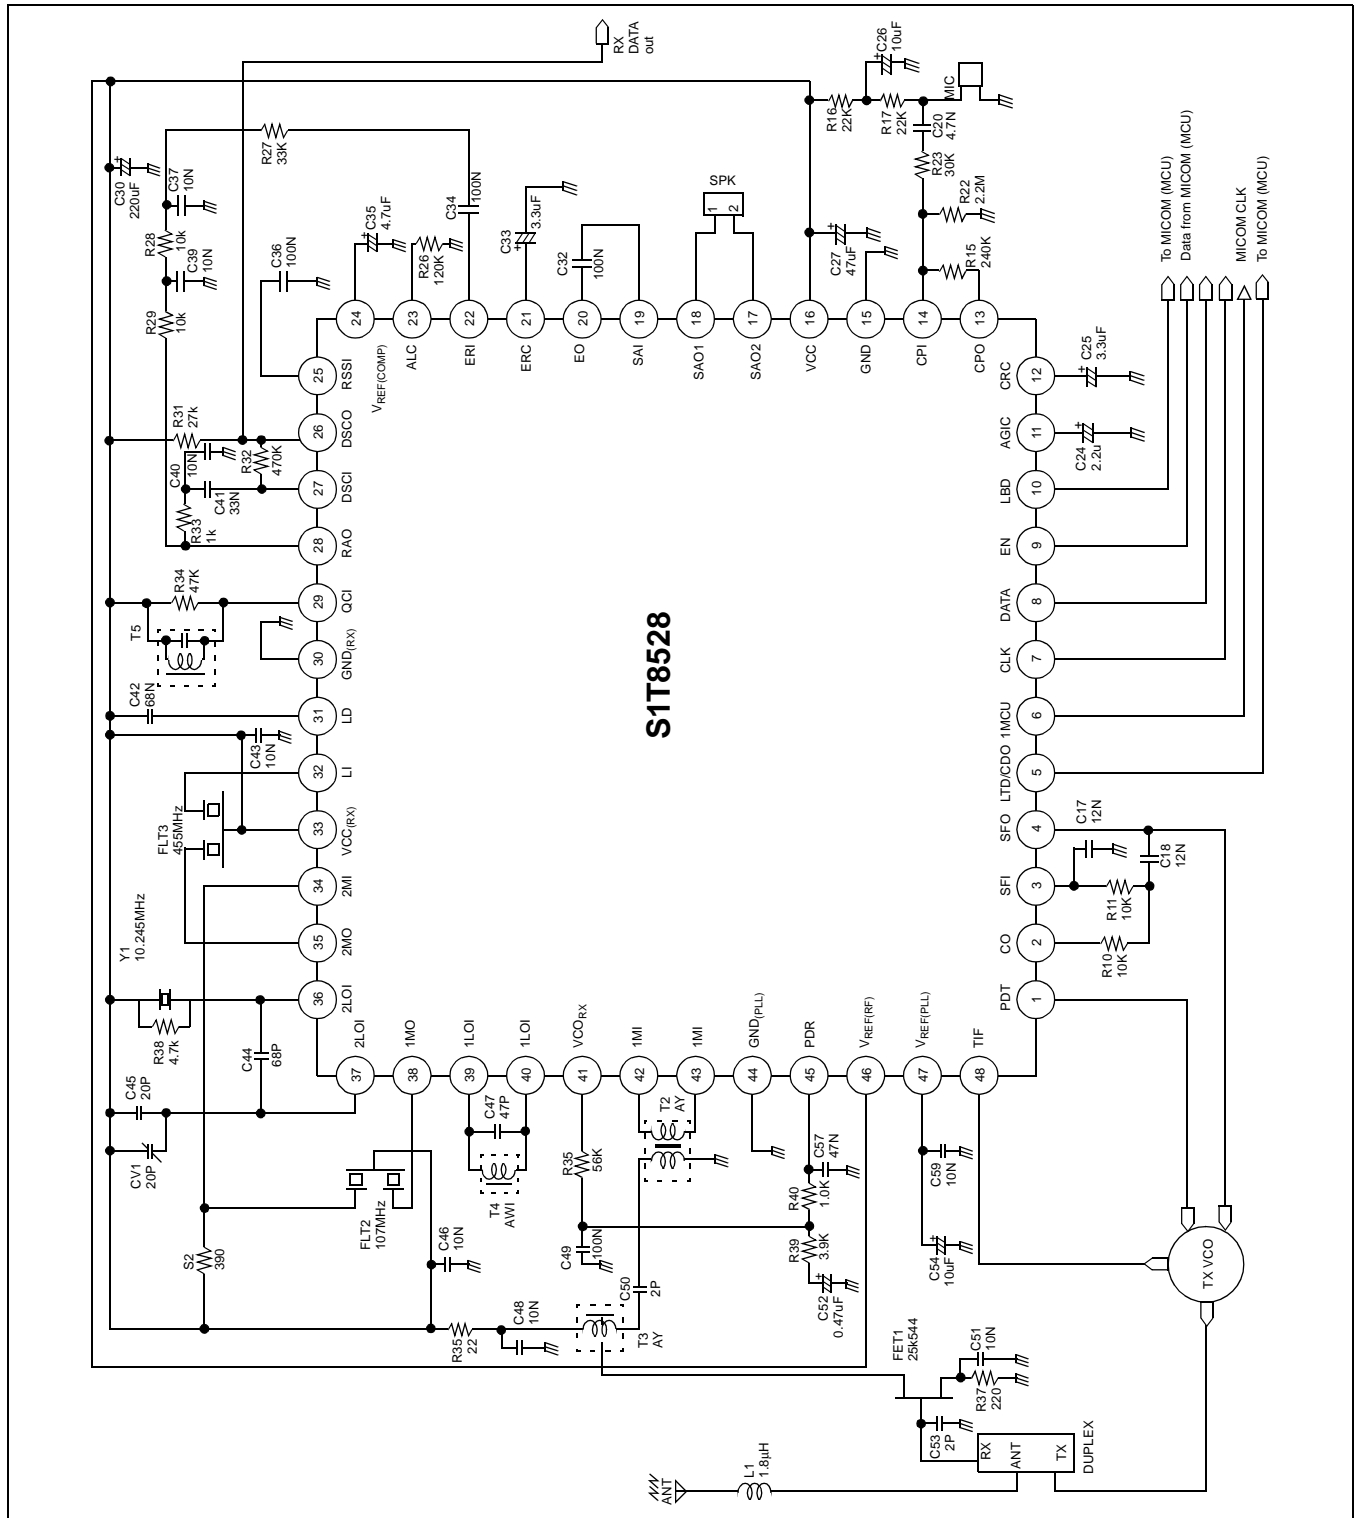 RX
DATA
out
C26
10uF
MIC
R16
22K
R17
22K
C20
4.7N
R23
30K
R22
2.2M
R15
240K
C27
47uF
SPK
1
2
C30
220uF
C37
10N
R27
33K
R28
10k
C39
10N
R29
10k
C36
100N
C35
4.7uF
R26
120K
C34
100N
C33
3.3uF
C32
100N
To MICOM (MCU)
Data from MICOM (MCU)
MICOM CLK
To MICOM (MCU)
24
23
22
21
20
19
18
17
16
15
14
13
VREF(COMP)
ALC
ERI
ERC
EO
SAI
SAO1
SAO2
VCC
GND
CPI
CPO
25
RSSI
26
DSCO
27
DSCI
28
RAO
29
QCI
30
GND(RX)
31
LD
32
LI
33
VCC(RX)
34
2MI
35
2MO
36
2LOI
R31
27k
C40
10N
R32
470K
C41
33N
R33
1k
R34
47K
T5
C42
68N
C43
10N
FLT3
455MHz
Y1
10.245MHz
R38
4.7k
C44
68P
C45
20P
CV1
20P
S1T8528
CRC
12
C25
3.3uF
AGIC
11
C24
2.2u
LBD
10
EN
9
DATA
8
CLK
7
1MCU
6
LTD/CDO
5
SFO
4
SFI
3
CO
2
PDT
1
C17
12N
C18
12N
R11
10K
R10
10K
2LOI
1MO
1LOI
1LOI
VCORX
1MI
1MI
GND(PLL)
PDR
VREF(RF)
VREF(PLL)
TIF
37
38
39
40
41
42
43
44
45
46
47
48
C47
47P
T4
AWI
R35
56K
T2
AY
C57
47N
R40
1.0K
R39
3.9K
C52
0.47uF
C59
10N
C54
10uF
FLT2
107MHz
S2
390
C46
10N
C49
100N
C50
2P
C48
10N
R35
22
T3
AY
TX VCO
FET1
25k544
C51
10N
R37
220
C53
2P
RX
ANT
TX
DUPLEX
L1
1.8μH
ANT